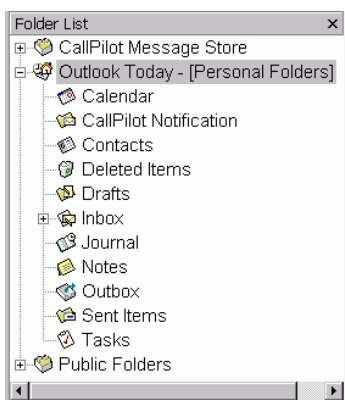 Folder List
CallPilot Message Store
Outlook Today - [Personal Folders]
Calendar
CallPilot Notification
Contacts
Deleted Items
Drafts
Inbox
Journal
Notes
Outbox
Sent Items
Tasks
Public Folders